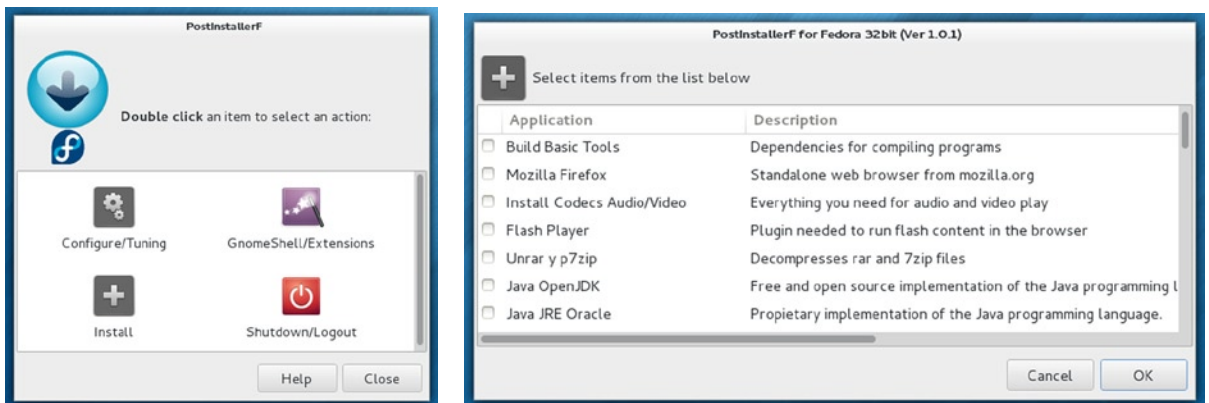 PostInstallerF
Double click an item to select an action:
Configure/Tuning
GnomeShell/Extensions
Install
Shutdown/Logout
Help
Close
PostInstallerF for Fedora 32bit (Ver 1.0.1)
Select items from the list below
Application Description
Build Basic Tools Dependencies for compiling programs
Mozilla Firefox Standalone web browser from mozilla.org
Install Codecs Audio/Video Everything you need for audio and video play
Flash Player Plugin needed to run flash content in the browser
Unrar y p7zip Decompresses rar and 7zip files
Java OpenJDK Free and open source implementation of the Java programming l
Java JRE Oracle Propietary implementation of the Java programming language.
Cancel
OK